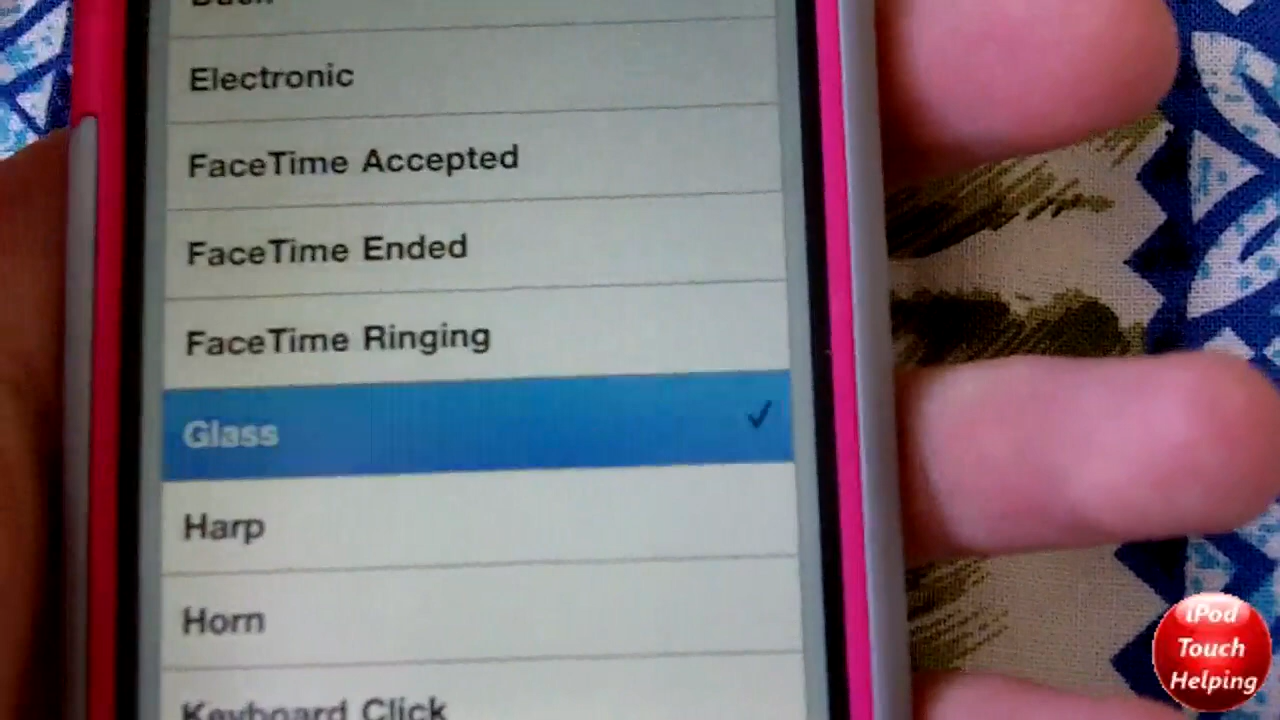 Electronic
FaceTime Accepted
FaceTime Ended
FaceTime Ringing
Glass
Harp
Horn
Keyboard Click
iPod
Touch
Helping